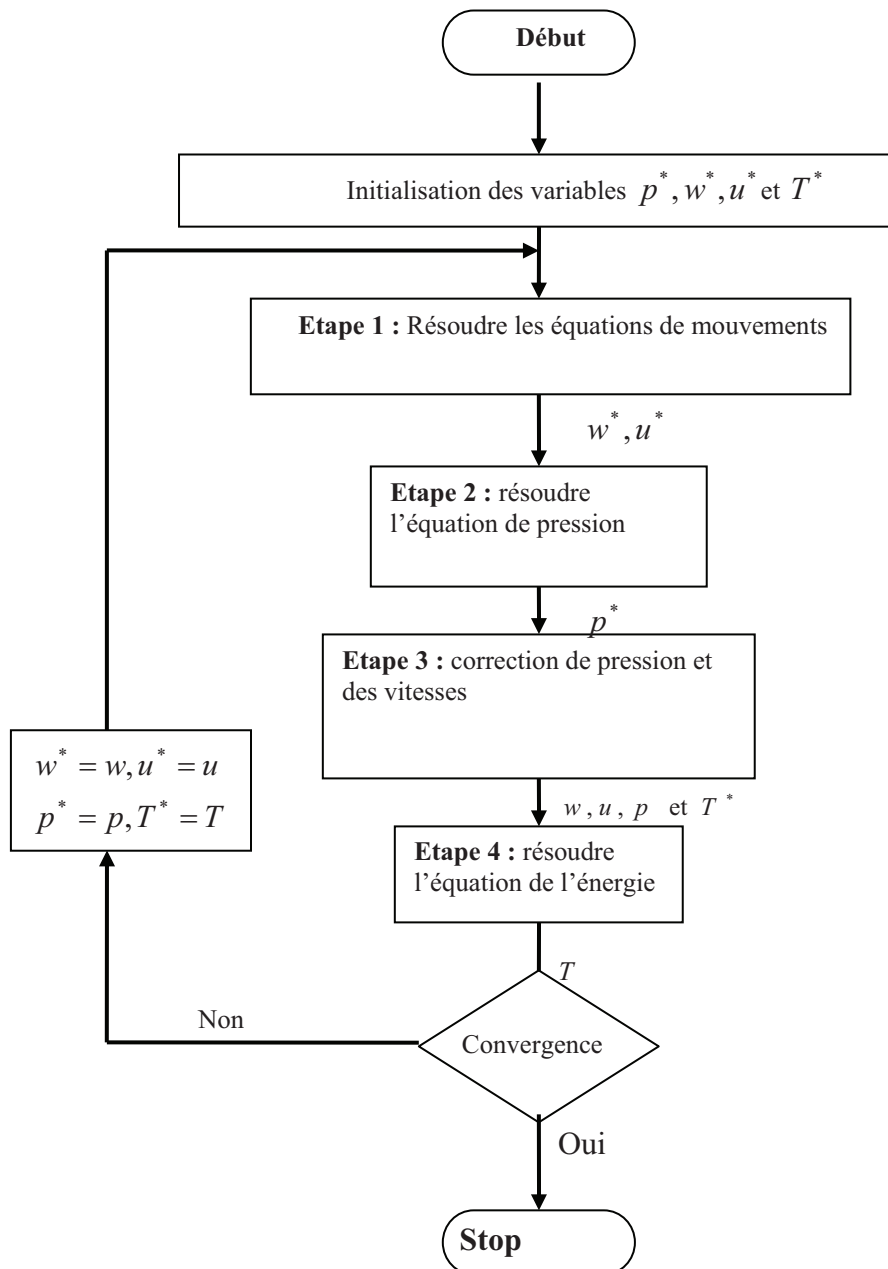 Début
Initialisation des variables p*, w*, u* et T*
Etape 1 : Résoudre les équations de mouvements
w*, u*
Etape 2 : résoudre
l’équation de pression
p*
Etape 3 : correction de pression et
des vitesses
w* = w, u* = u
p* = p, T* = T
w, u, p et T*
Etape 4 : résoudre
l’équation de l’énergie
T
Non
Convergence
Oui
Stop